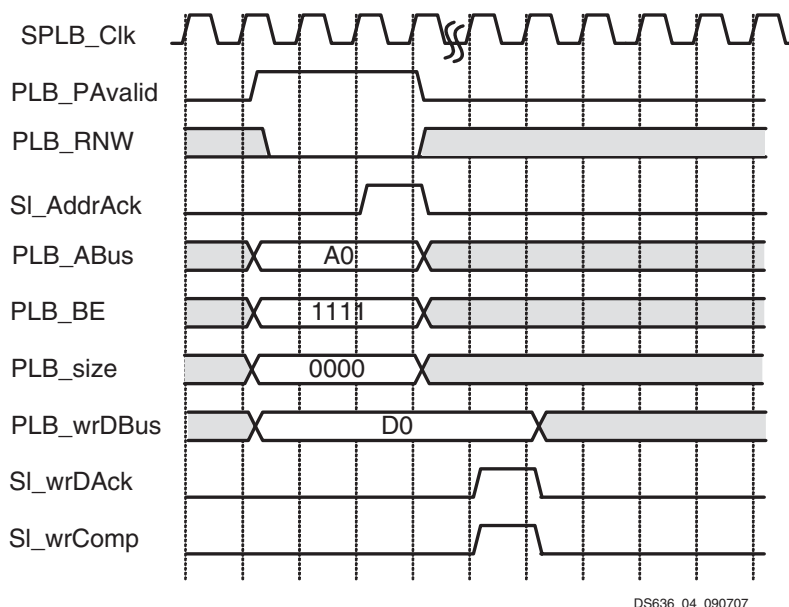 SPLB_Clk
PLB_PAvalid
PLB_RNW
Sl_AddrAck
PLB_ABus A0
PLB_BE 1111
PLB_size 0000
PLB_wrDBus D0
Sl_wrDAck
Sl_wrComp
DS636_04_090707